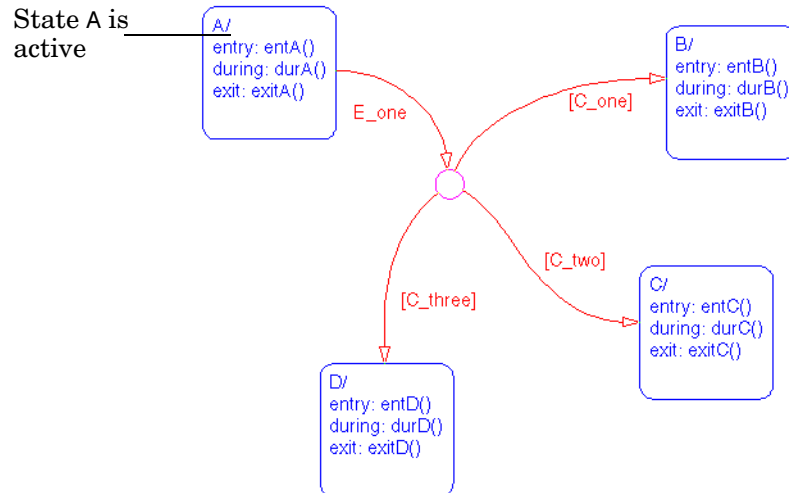 State A is
active
A/
entry: entA()
during: durA()
exit: exitA()
E_one
[C_one]
B/
entry: entB()
during: durB()
exit: exitB()
[C_two]
C/
entry: entC()
during: durC()
exit: exitC()
[C_three]
D/
entry: entD()
during: durD()
exit: exitD()